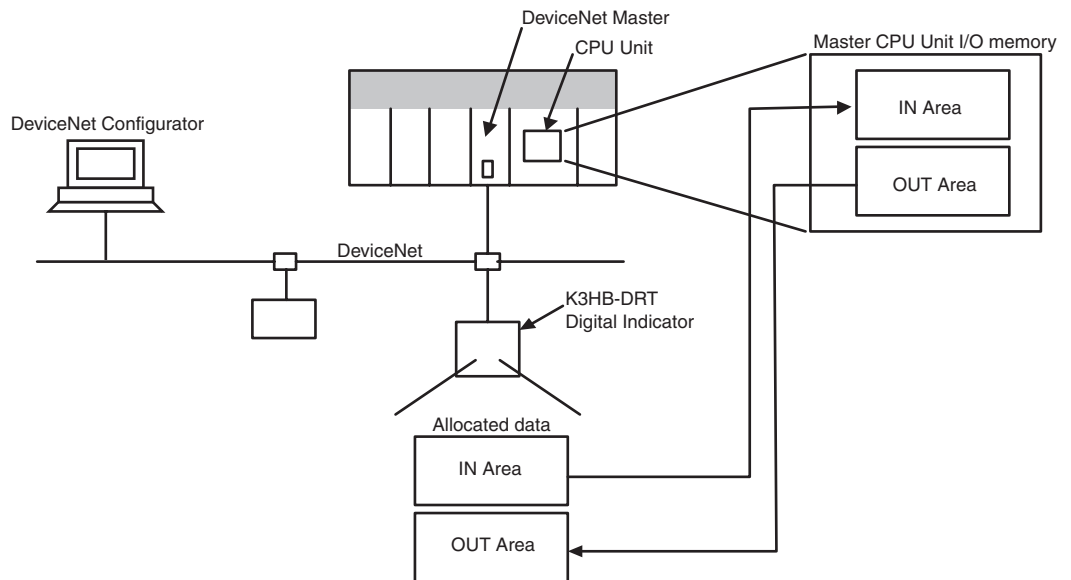 DeviceNet Master
CPU Unit
Master CPU Unit I/O memory
IN Area
OUT Area
DeviceNet Configurator
DeviceNet
K3HB-DRT
Digital Indicator
Allocated data
IN Area
OUT Area